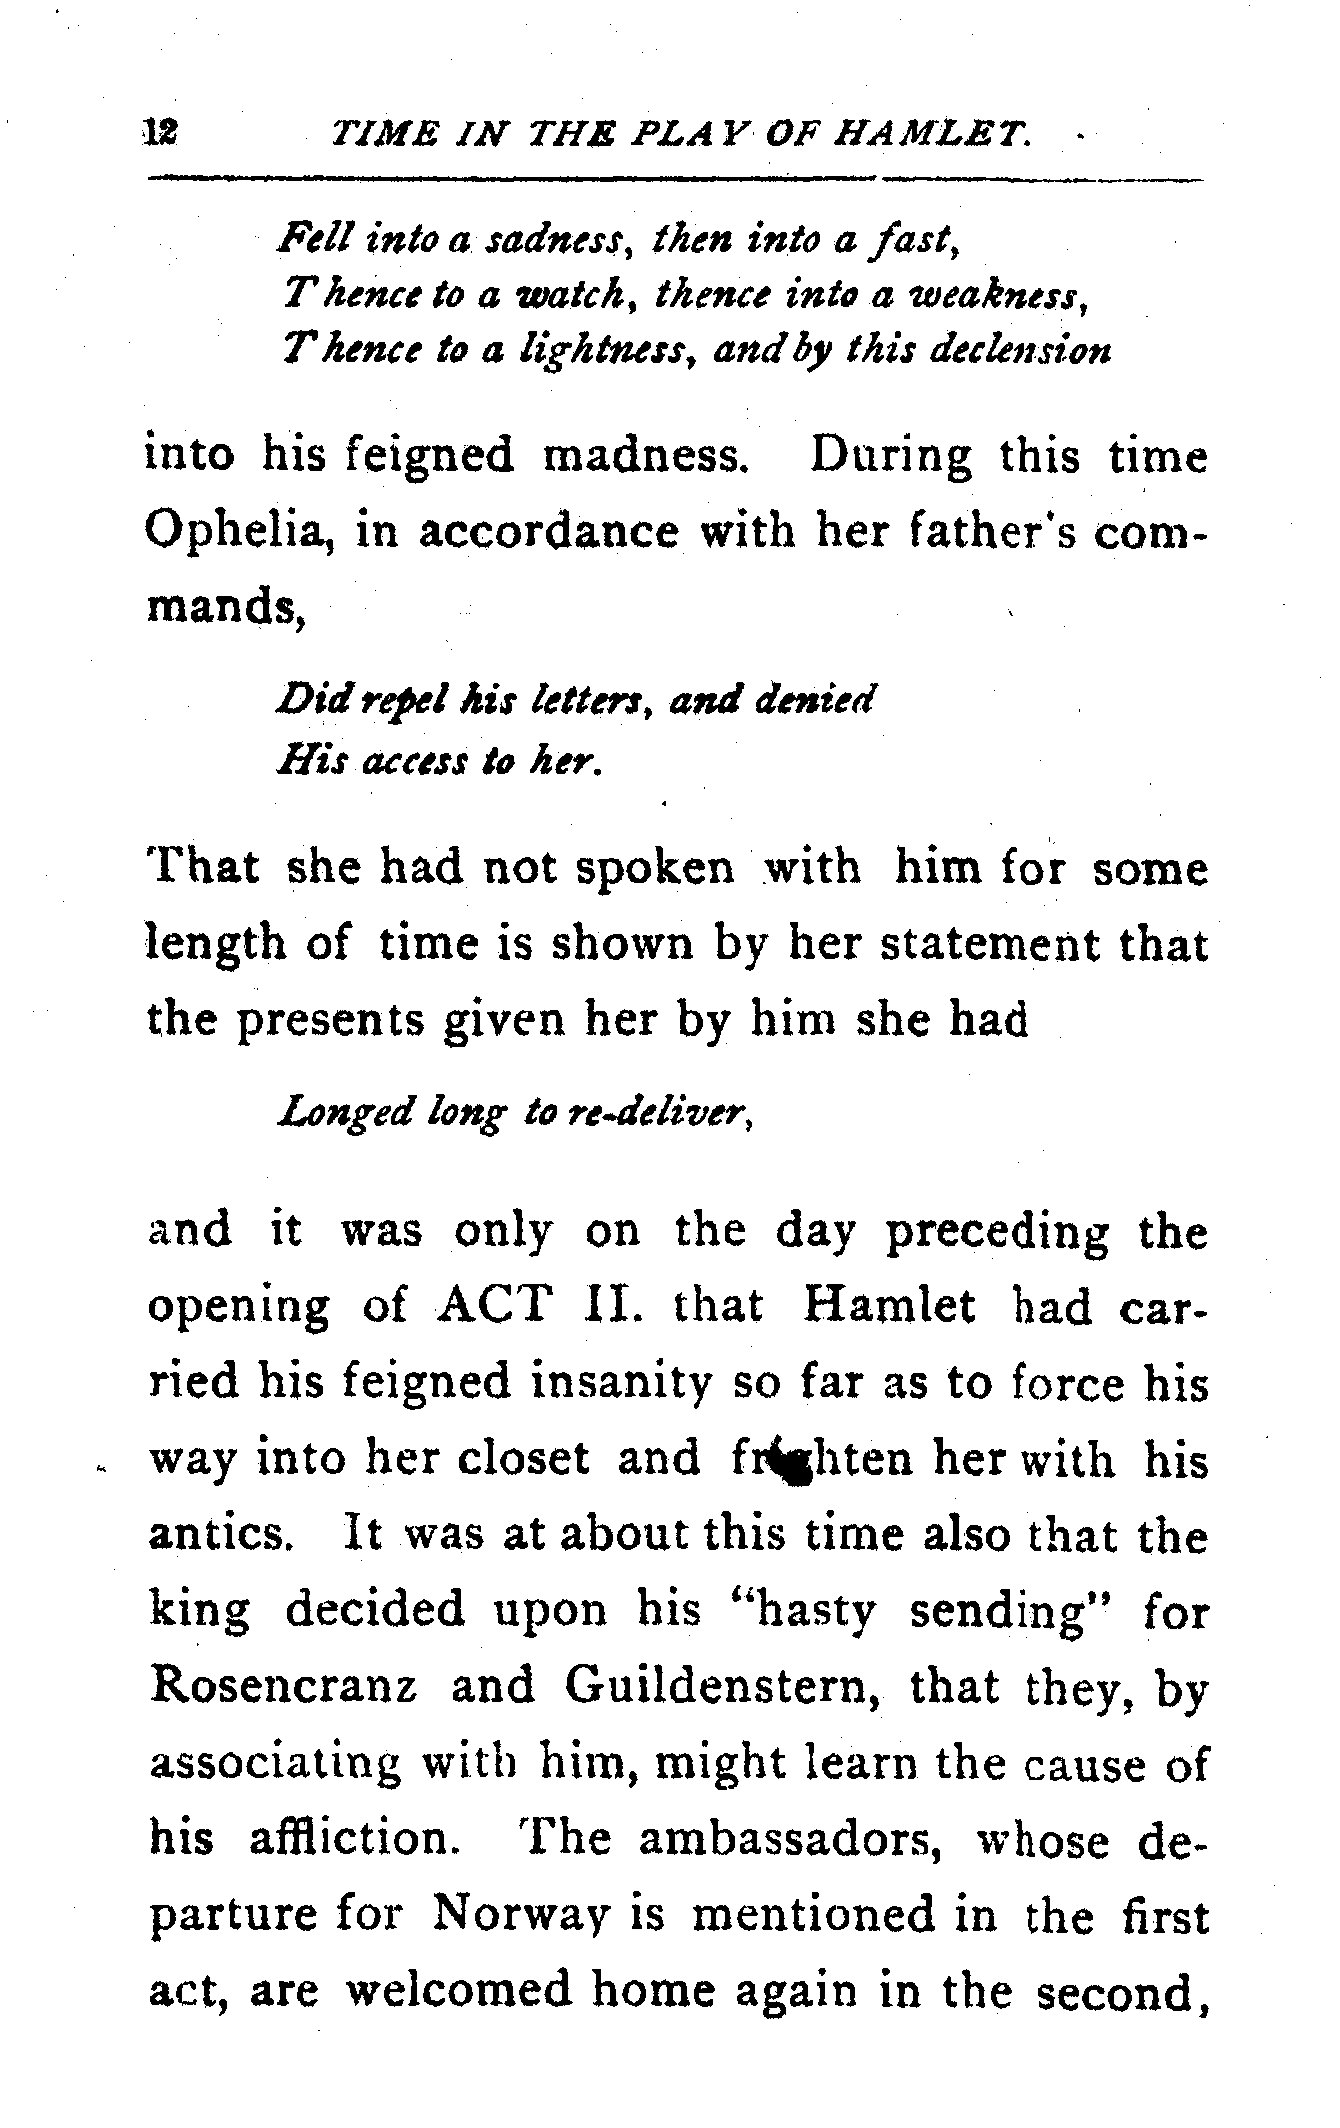 12 TIME IN THE PLAY OF HAMLET.
Fell into a sadness, then into a fast,
Thence to a watch, thence into a weakness,
Thence to a lightness, and by this declension
into his feigned madness. During this time
Ophelia, in accordance with her father's com-
mands,
Did repel his letters, and denied
His access to her.
That she had not spoken with him for some
length of time is shown by her statement that
the presents given her by him she had
Longed long to re-deliver,
and it was only on the day preceding the
opening of ACT II. that Hamlet had car-
ried his feigned insanity so far as to force his
way into her closet and frighten her with his
antics. It was at about this time also that the
king decided upon his "hasty sending" for
Rosencranz and Guildenstern, that they, by
associating with him, might learn the cause of
his affliction. The ambassadors, whose de-
parture for Norway is mentioned in the first
act, are welcomed home again in the second,